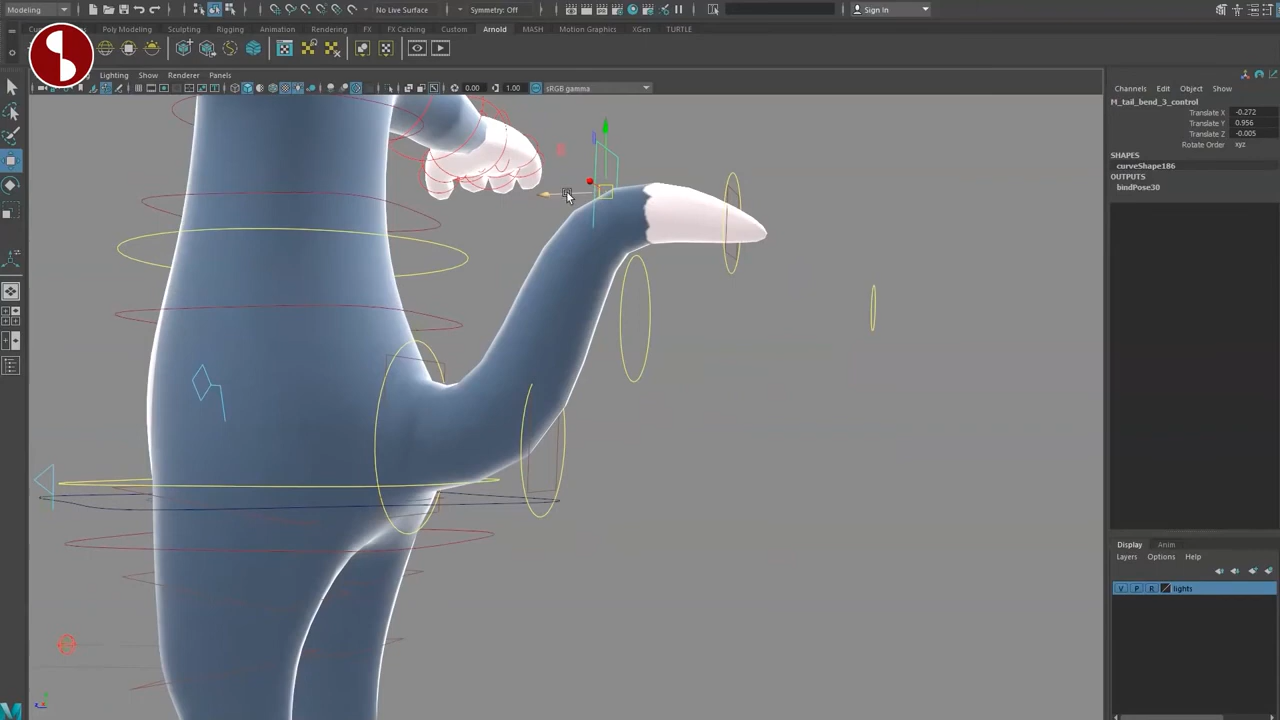 Modeling
No Live Surface
Symmetry: Off
Sign In
Poly Modeling Sculpting Rigging Animation Rendering FX FX Caching Custom Arnold MASH Motion Graphics XGen TURTLE
Lighting Show Renderer Panels
0.00 1.00 sRGB gamma
Channels Edit Object Show
M_tail_bend_3_control
Translate X -0.272
Translate Y 0.956
Translate Z -0.005
Rotate Order xyz
SHAPES
curveShape186
OUTPUTS
bindPose30
Display Anim
Layers Options Help
V P R lights